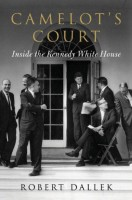 CAMELOT'S
COURT
Inside the Kennedy White House
ROBERT DALLEK